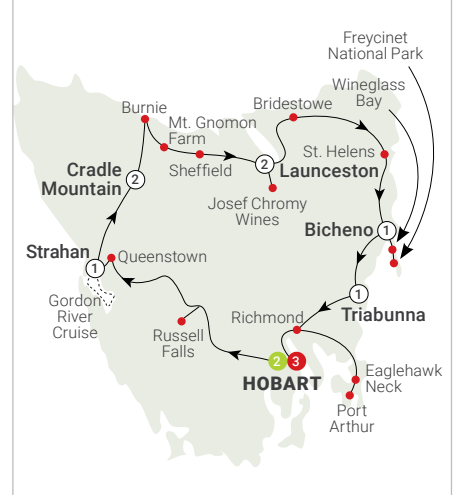 Freycinet
National Park
Wineglass
Bay
Burnie
Bridestowe
Mt. Gnomon
Farm
St. Helens
2
Sheffield
Launceston
Cradle
Mountain
2
Josef Chromy
Wines
Bicheno
1
Strahan
Queenstown
1
1
Gordon
River
Cruise
Richmond
Triabunna
Russell
Falls
2
3
HOBART
Eaglehawk
Neck
Port
Arthur